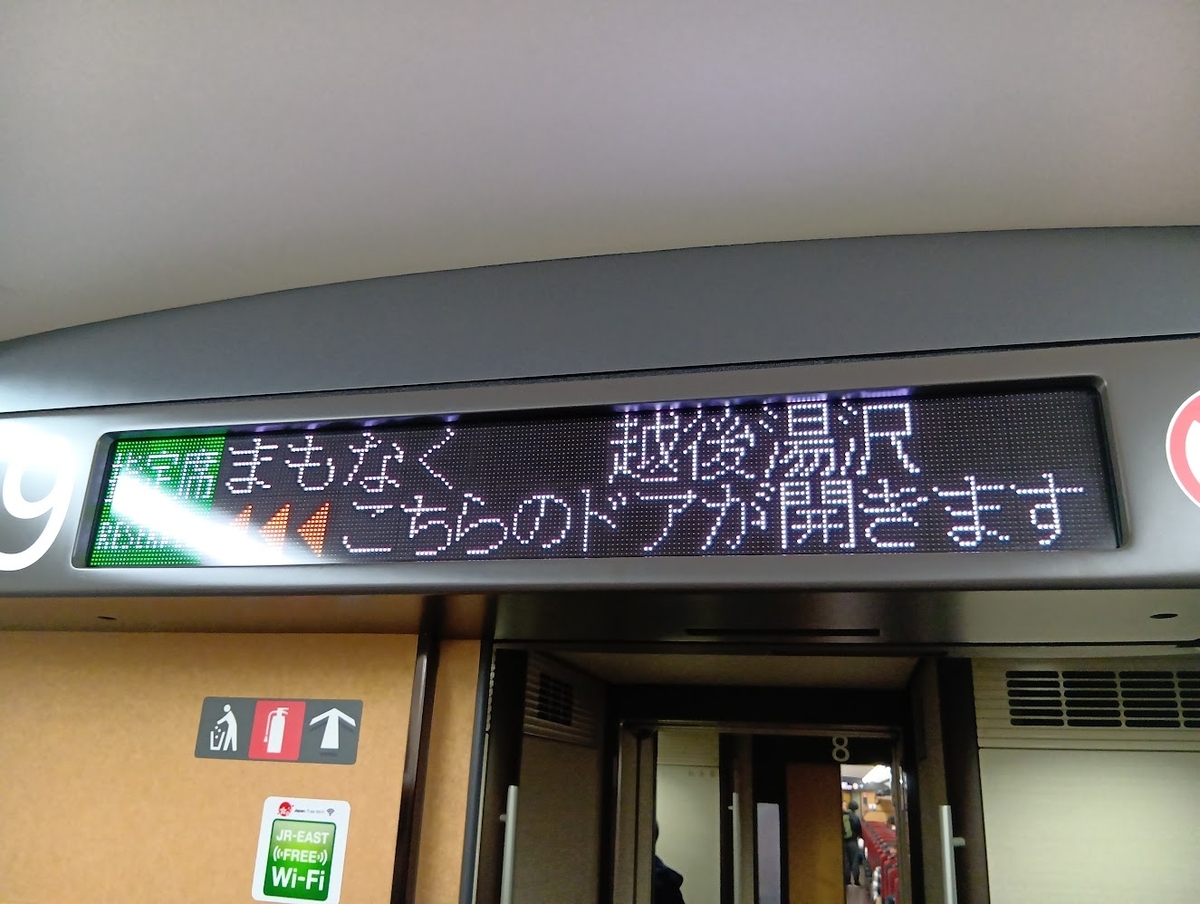 まもなく 越後湯沢
こちらのドアが開きます
8
JR-EAST
FREE
Wi-Fi